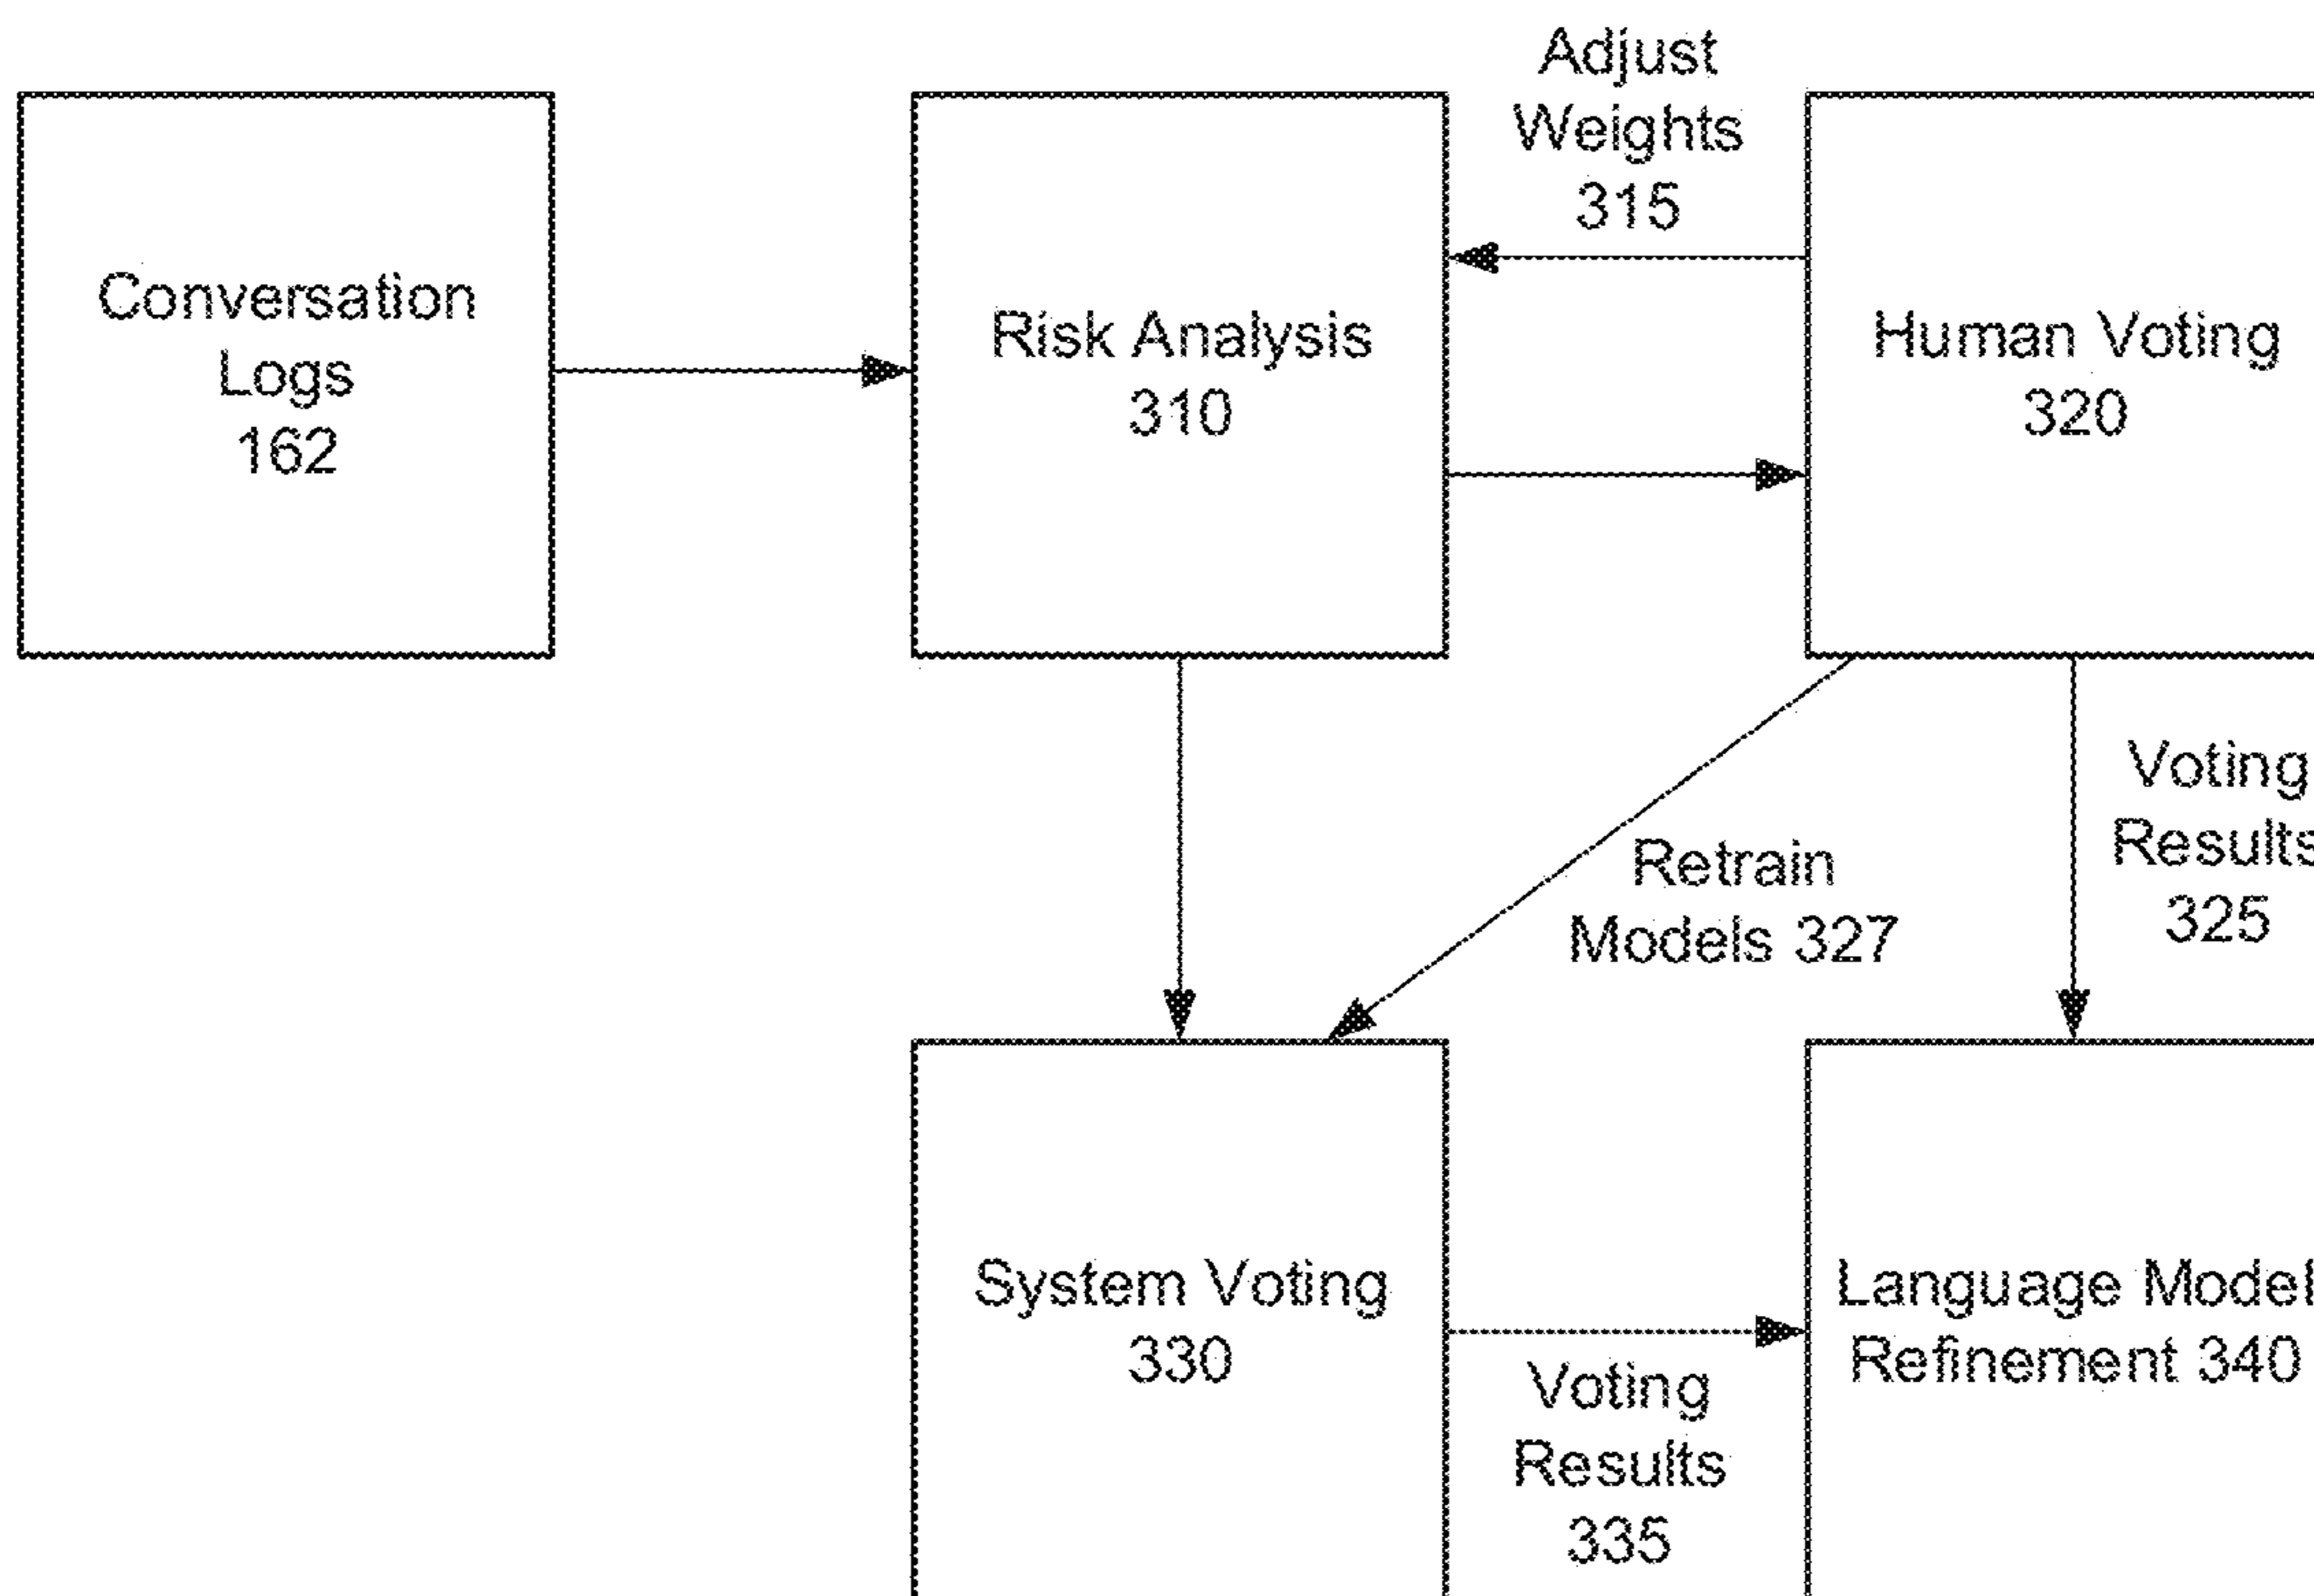 Adjust
Weights
315
Conversation
Logs
162
Risk Analysis
310
Human Voting
320
Retrain
Models 327
Voting
Results
325
System Voting
330
Voting
Results
335
Language Model
Refinement 340